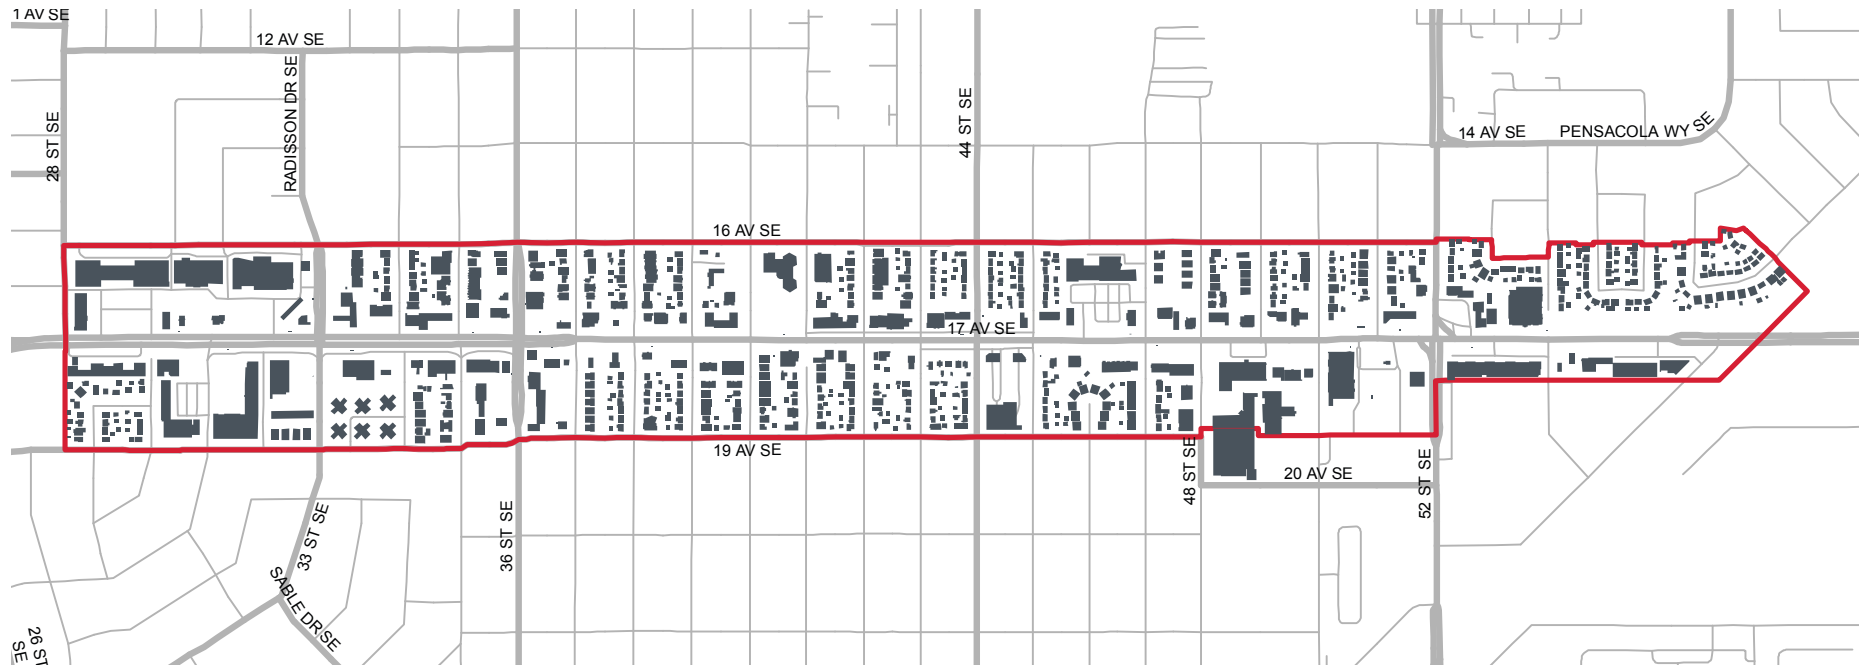 1 AV SE
12 AV SE
RADISSON DR SE
28 ST SE
44 ST SE
14 AV SE
PENSACOLA WY SE
16 AV SE
17 AV SE
19 AV SE
48 ST SE
20 AV SE
52 ST SE
36 ST SE
33 ST SE
SABLE DR SE
26 ST
SE